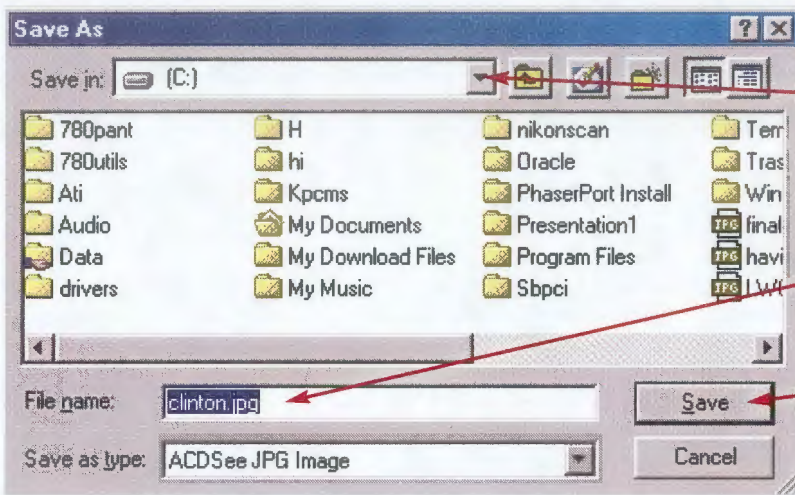 Save As
Save in: (C:)
780pant H nikonscan
780utils hi Oracle
Ati Kpcms PhaserPort Install
Audio My Documents Presentation1
Data My Download Files Program Files
drivers My Music Sbpci
File name: clinton.jpg Save
Save as type: ACDSee JPG Image Cancel